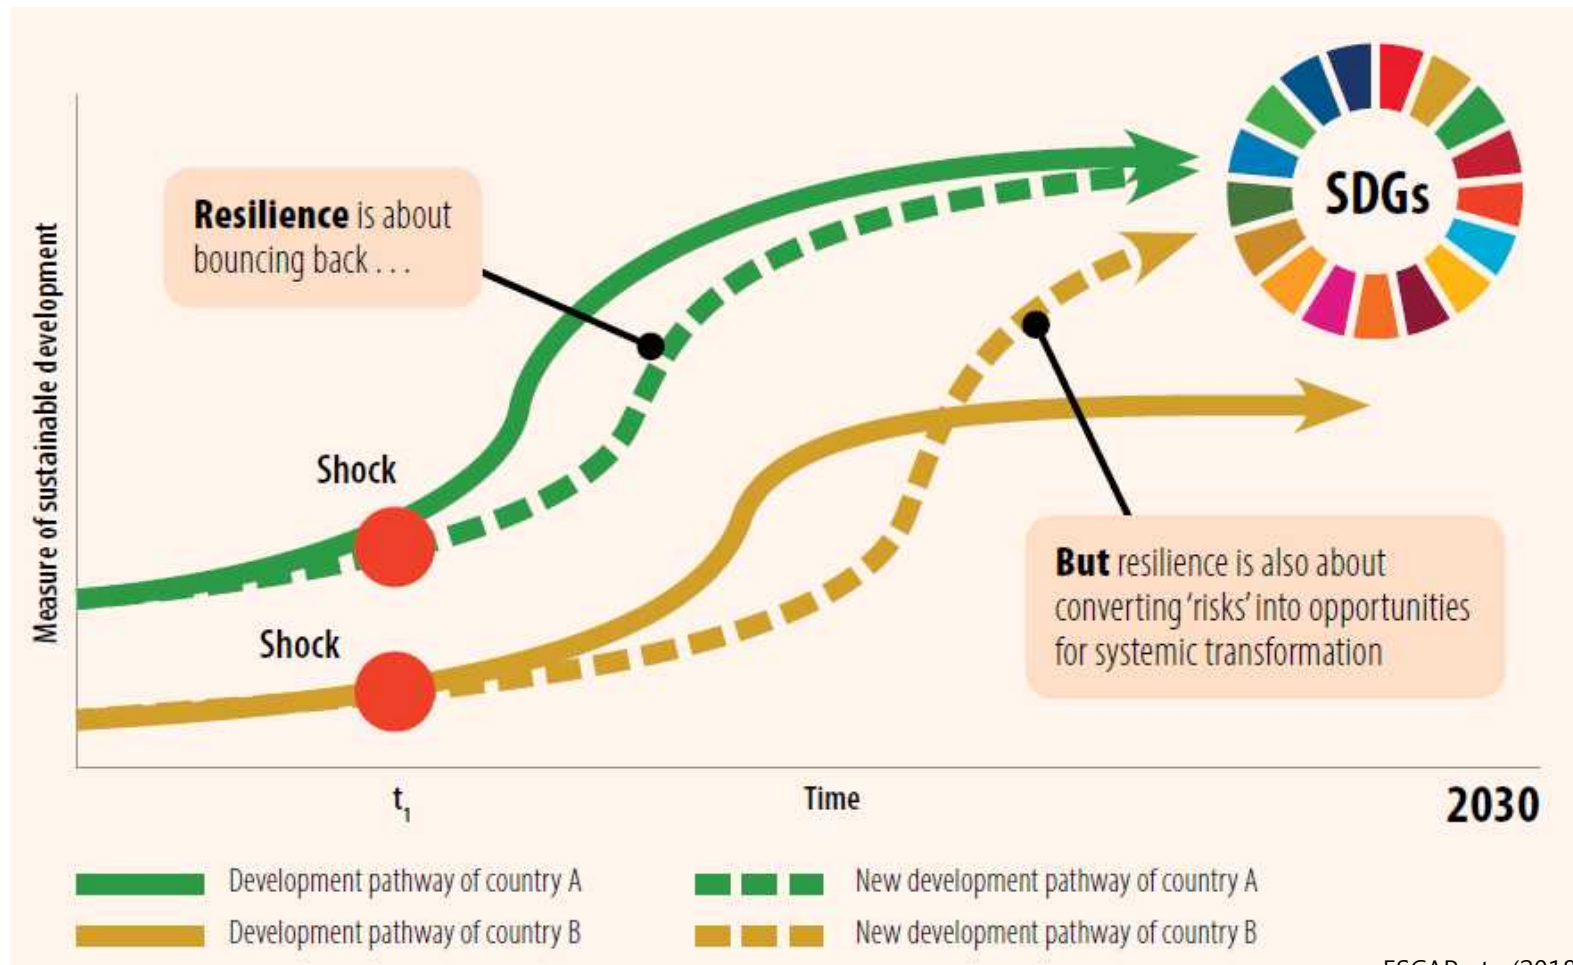 Resilience is about
bouncing back . . .
SDGs
Shock
Shock
But resilience is also about
converting 'risks' into opportunities
for systemic transformation
Measure of sustainable development
t1
Time
2030
Development pathway of country A
New development pathway of country A
Development pathway of country B
New development pathway of country B